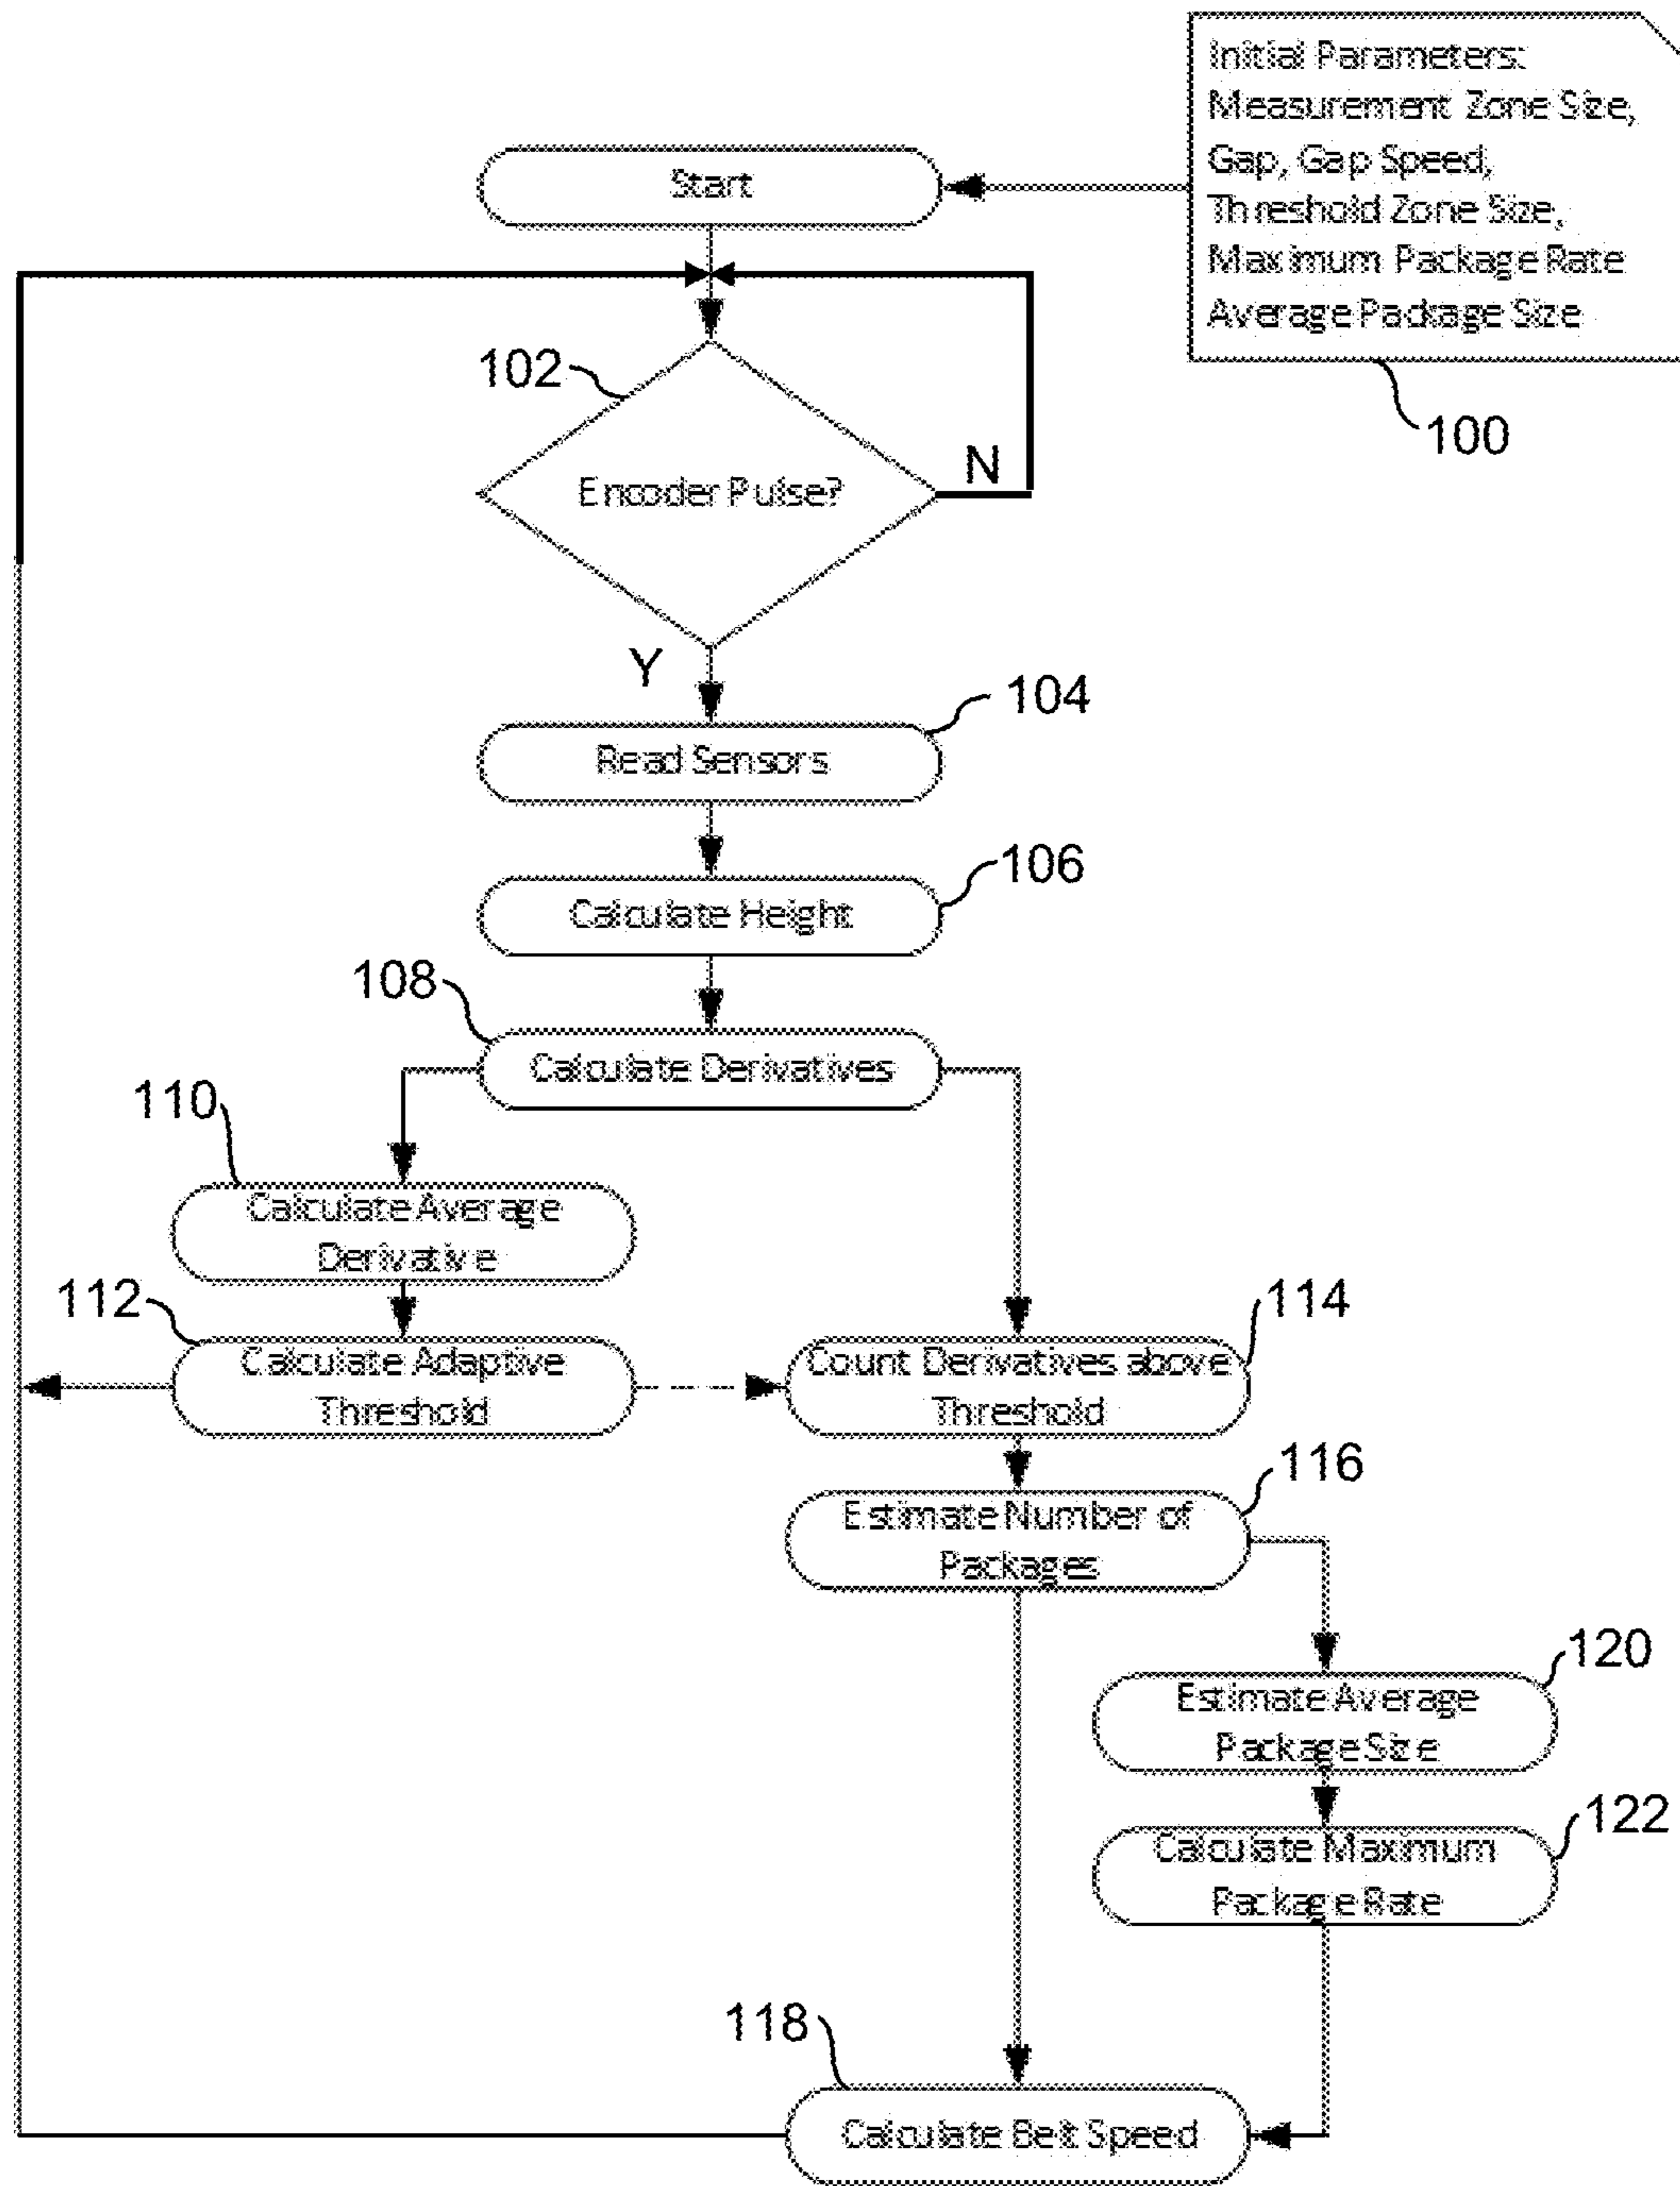 Initial Parameters:
Measurement Zone Size,
Gap, Gap Speed,
Threshold Zone Size,
Maximum Package Rate
Average Package Size
100
Start
102
Encoder Pulse?
N
Y
104
Read Sensors
106
Calculate Height
108
Calculate Derivatives
110
Calculate Average
Derivative
112
Calculate Adaptive
Threshold
114
Count Derivatives above
Threshold
116
Estimate Number of
Packages
120
Estimate Average
Package Size
122
Calculate Maximum
Package Rate
118
Calculate Belt Speed